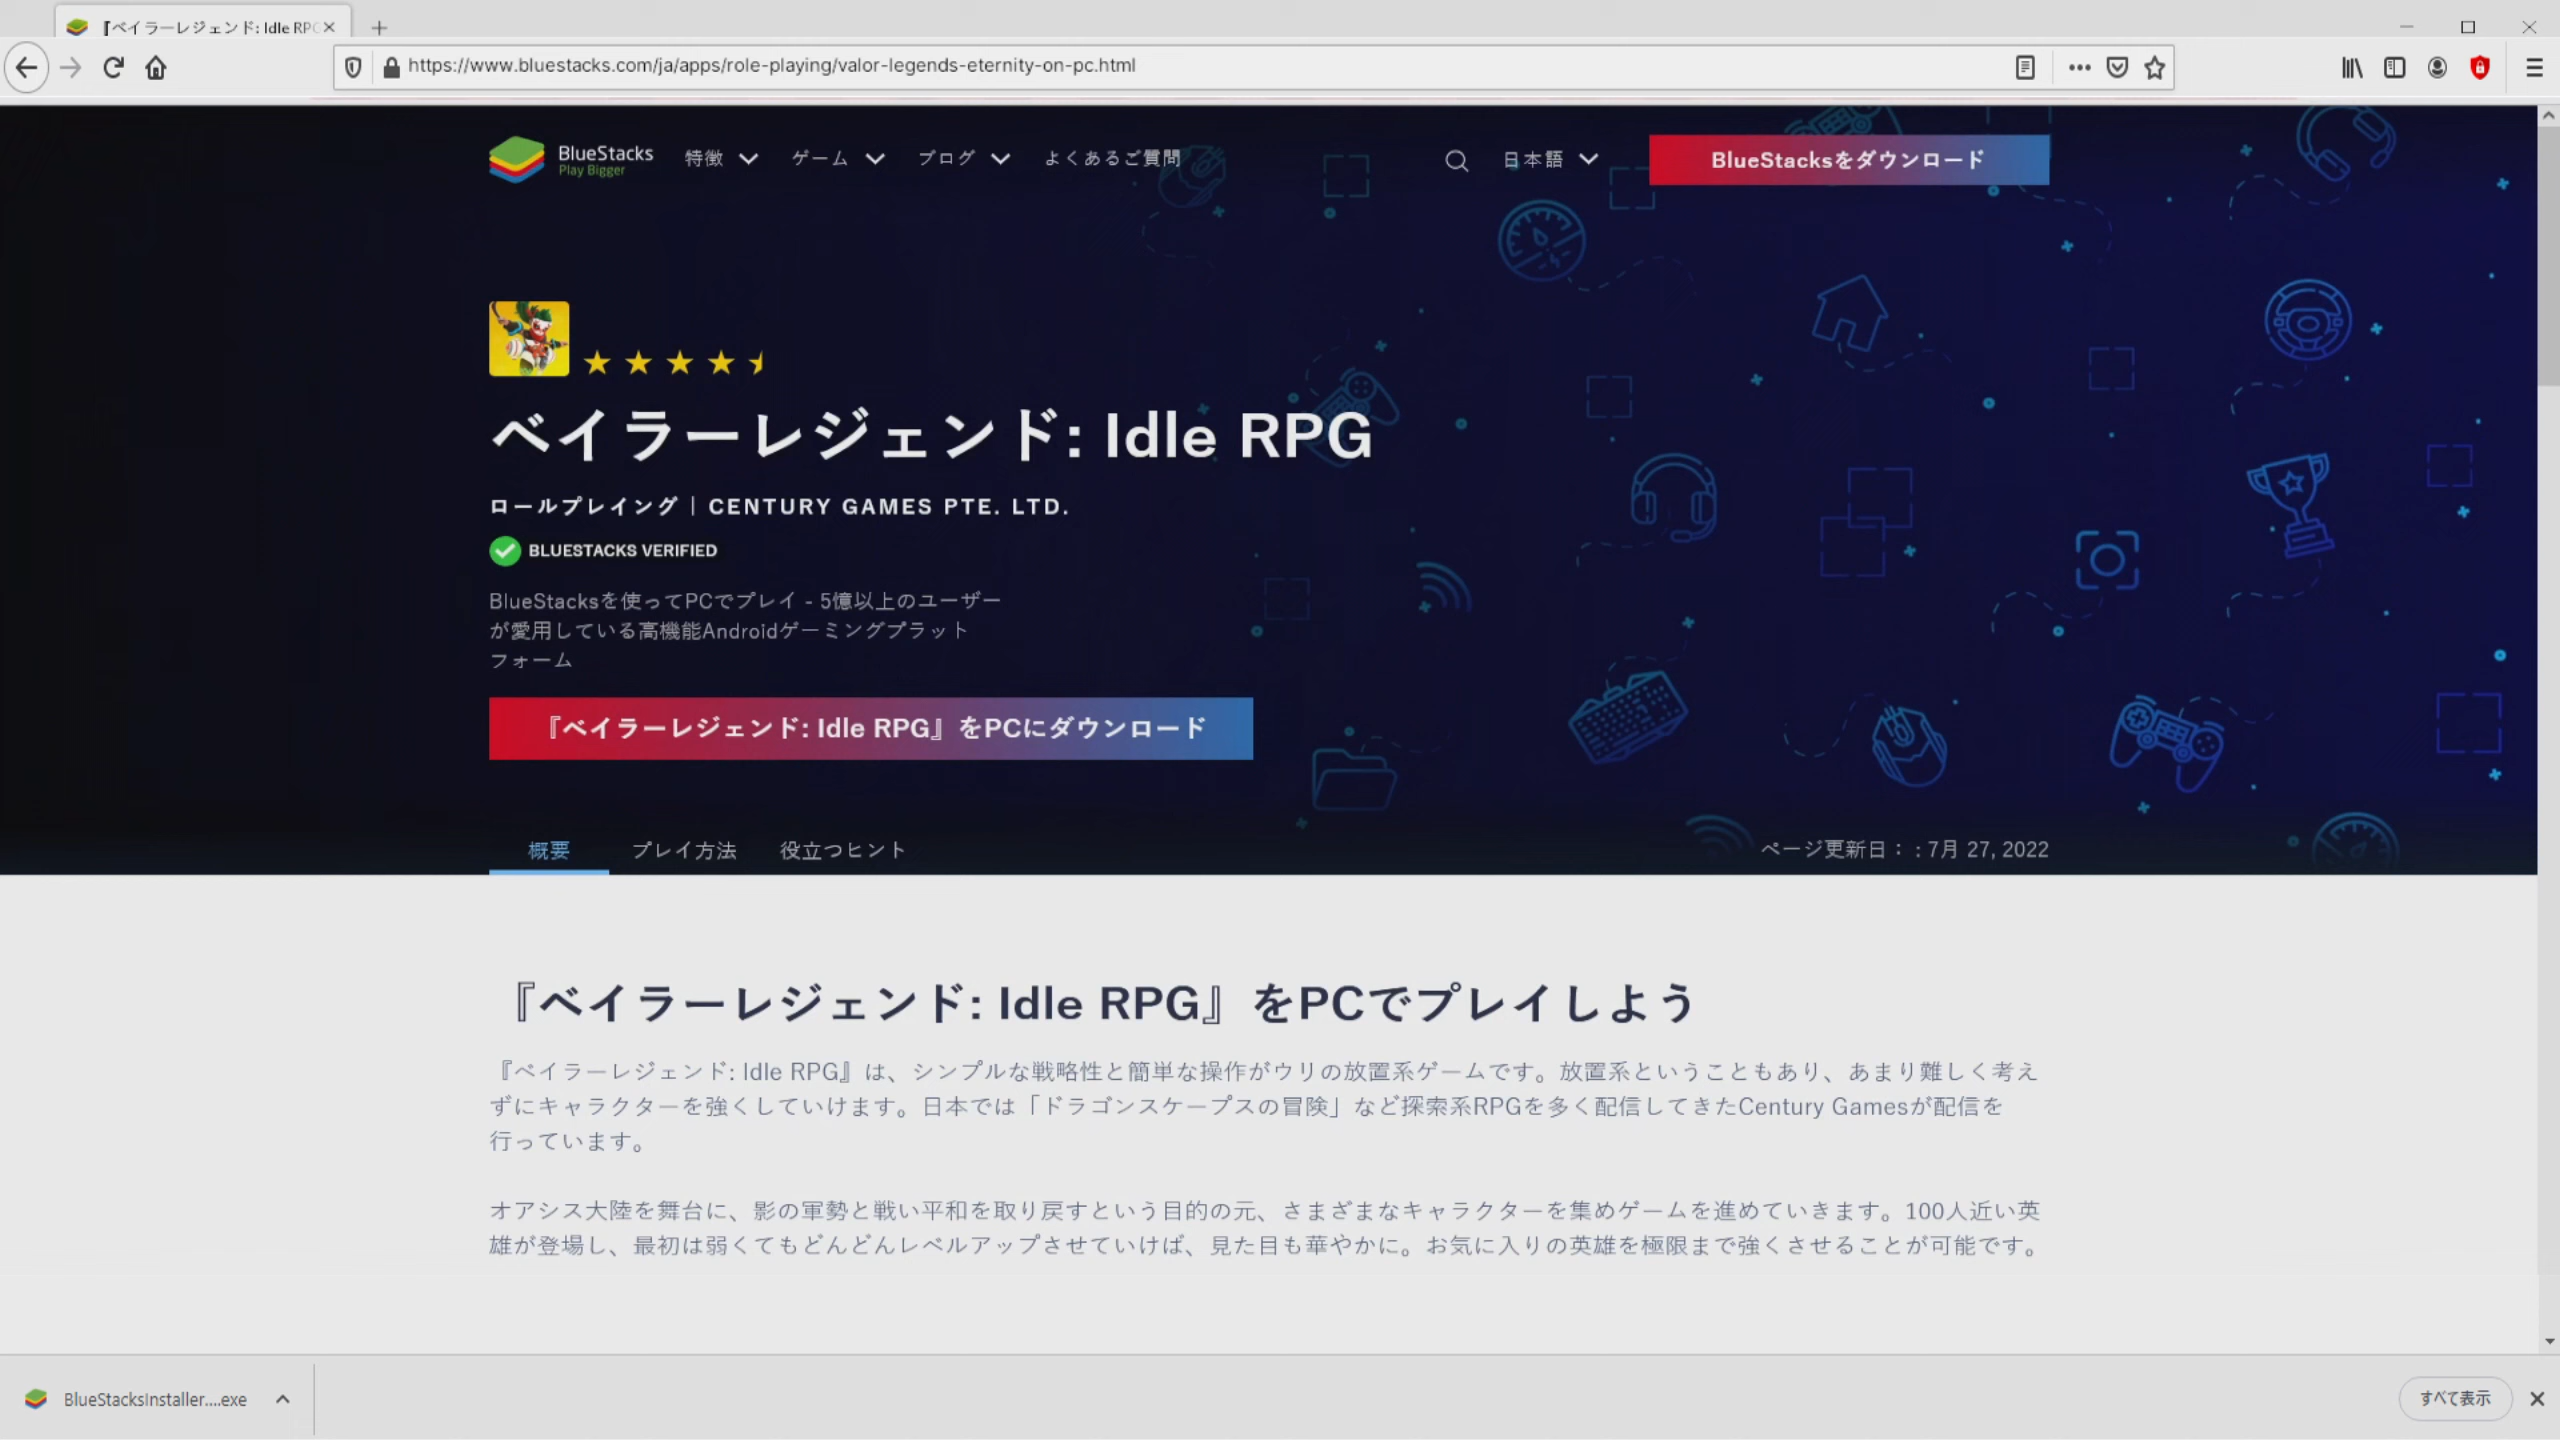 『ベイラーレジェンド: Idle RPG
https://www.bluestacks.com/ja/apps/role-playing/valor-legends-eternity-on-pc.html
BlueStacks
Play Bigger
特徴
ゲーム
ブログ
よくあるご質問
日本語
BlueStacksをダウンロード
ベイラーレジェンド: Idle RPG
ロールプレイング | CENTURY GAMES PTE. LTD.
BLUESTACKS VERIFIED
BlueStacksを使ってPCでプレイ - 5億以上のユーザー
が愛用している高機能Androidゲーミングプラット
フォーム
『ベイラーレジェンド: Idle RPG』をPCにダウンロード
概要
プレイ方法
役立つヒント
ページ更新日： : 7月 27, 2022
『ベイラーレジェンド: Idle RPG』をPCでプレイしよう
『ベイラーレジェンド: Idle RPG』は、シンプルな戦略性と簡単な操作がウリの放置系ゲームです。放置系ということもあり、あまり難しく考え
ずにキャラクターを強くしていけます。日本では「ドラゴンスケープスの冒険」など探索系RPGを多く配信してきたCentury Gamesが配信を
行っています。
オアシス大陸を舞台に、影の軍勢と戦い平和を取り戻すという目的の元、さまざまなキャラクターを集めゲームを進めていきます。100人近い英
雄が登場し、最初は弱くてもどんどんレベルアップさせていけば、見た目も華やかに。お気に入りの英雄を極限まで強くさせることが可能です。
BlueStacksInstaller....exe
すべて表示